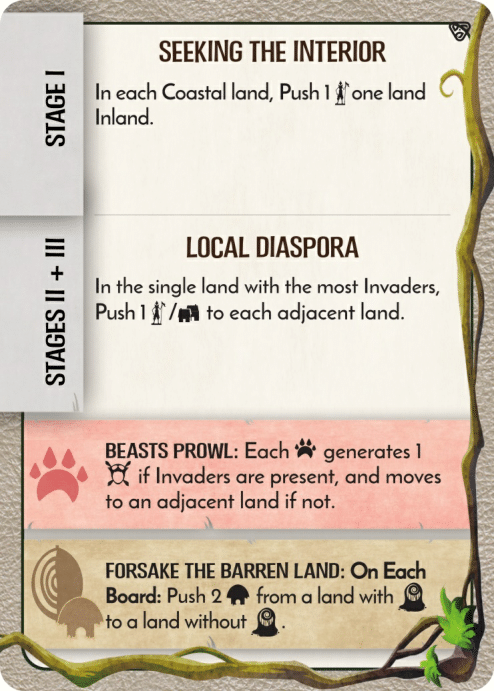 STAGE I
SEEKING THE INTERIOR
In each Coastal land, Push 1 one land
Inland.
STAGES II + III
LOCAL DIASPORA
In the single land with the most Invaders,
Push 1 / to each adjacent land.
BEASTS PROWL: Each generates 1
if Invaders are present, and moves
to an adjacent land if not.
FORSAKE THE BARREN LAND: On Each
Board: Push 2 from a land with
to a land without .